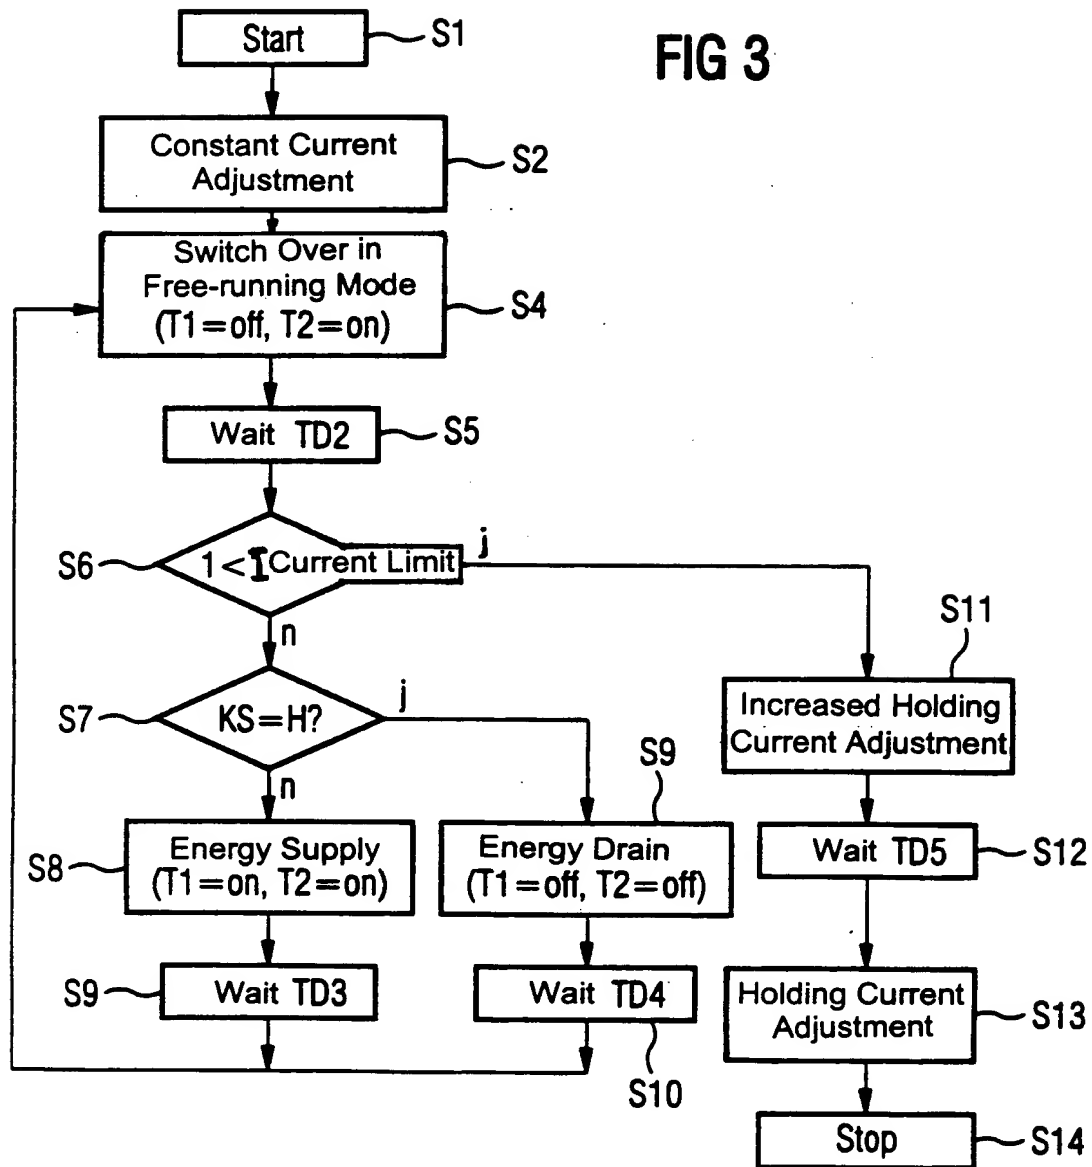 FIG 3
Start
S1
Constant Current
Adjustment
S2
Switch Over in
Free-running Mode
(T1=off, T2=on)
S4
Wait TD2
S5
S6
1 < I Current Limit
j
n
S7
KS=H?
j
n
S11
Increased Holding
Current Adjustment
S8
Energy Supply
(T1=on, T2=on)
S9
Energy Drain
(T1=off, T2=off)
Wait TD5
S12
S9
Wait TD3
Wait TD4
S10
Holding Current
Adjustment
S13
Stop
S14